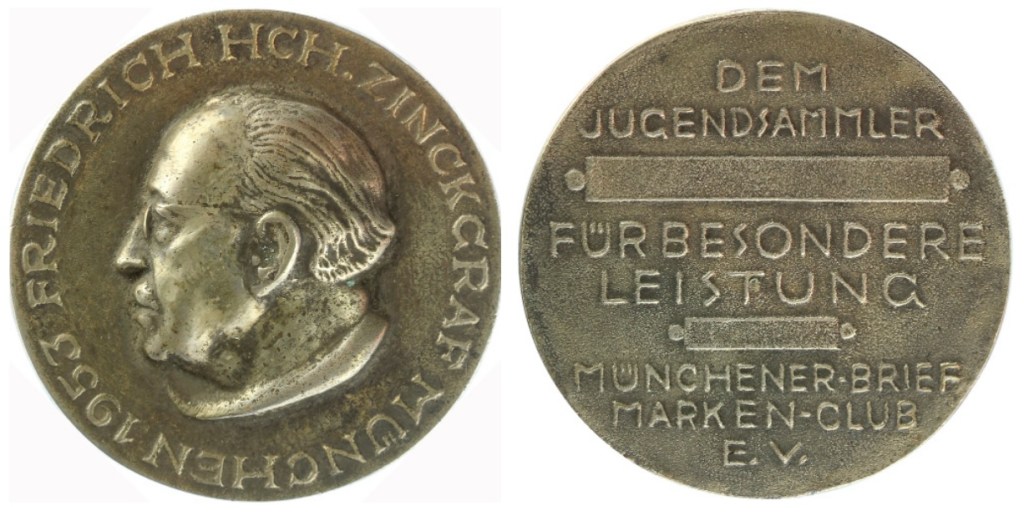 FRIEDRICH HCH. ZINCKGRAF MÜNCHEN 1953
DEM
JUGENDSAMMLER
FÜR BESONDERE
LEISTUNG
MÜNCHENER-BRIEF
MARKEN-CLUB
E.V.